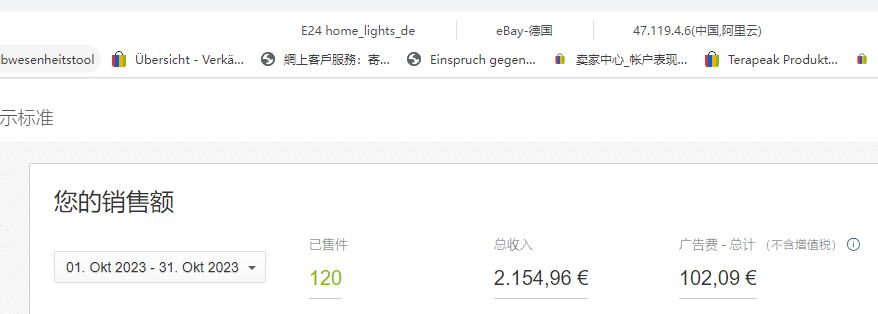 E24 home_lights_de eBay-德国 47.119.4.6(中国,阿里云)
bwesenheitstool Übersicht - Verkä... 網上客戶服務：寄... Einspruch gegen... 卖家中心_帐户表现... Terapeak Produkt...
示标准
您的销售额
已售件 总收入 广告费 - 总计 （不含增值税）
01. Okt 2023 - 31. Okt 2023 120 2.154,96 € 102,09 €